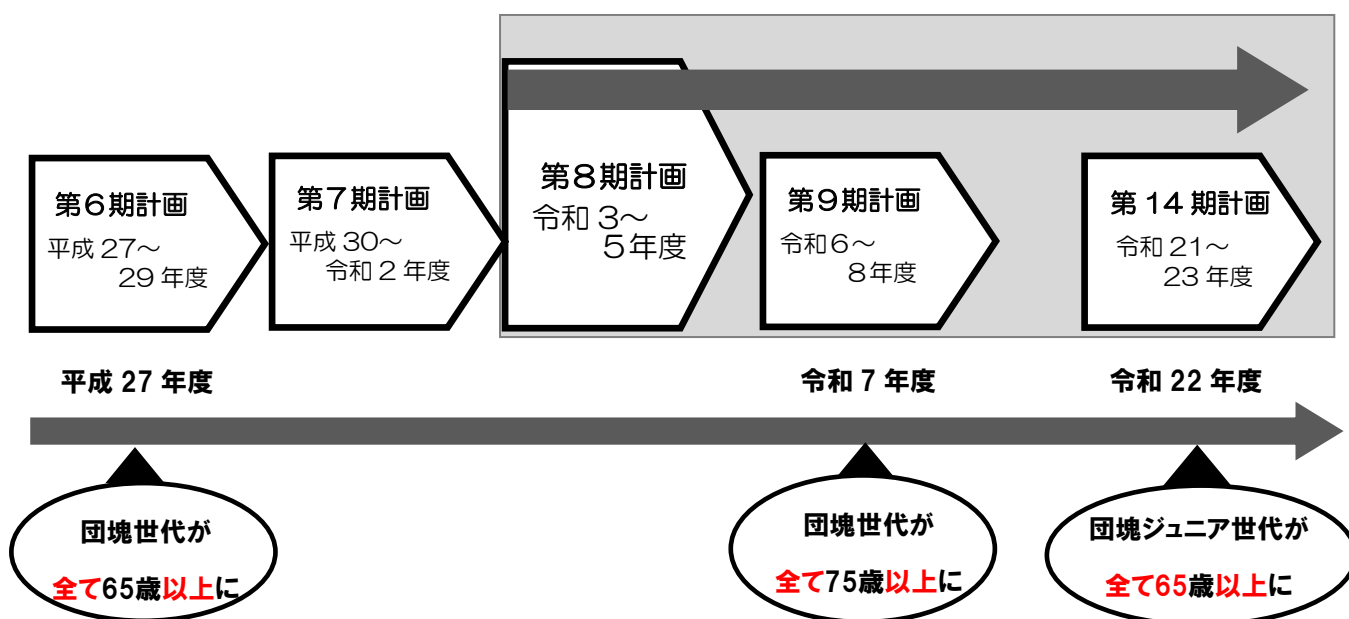 第6期計画
平成 27～
29 年度
第7期計画
平成 30～
令和 2 年度
第8期計画
令和 3～
5年度
第9期計画
令和6～
8年度
第 14 期計画
令和 21～
23 年度
平成 27 年度
令和 7 年度
令和 22 年度
団塊世代が
全て65歳以上に
団塊世代が
全て75歳以上に
団塊ジュニア世代が
全て65歳以上に